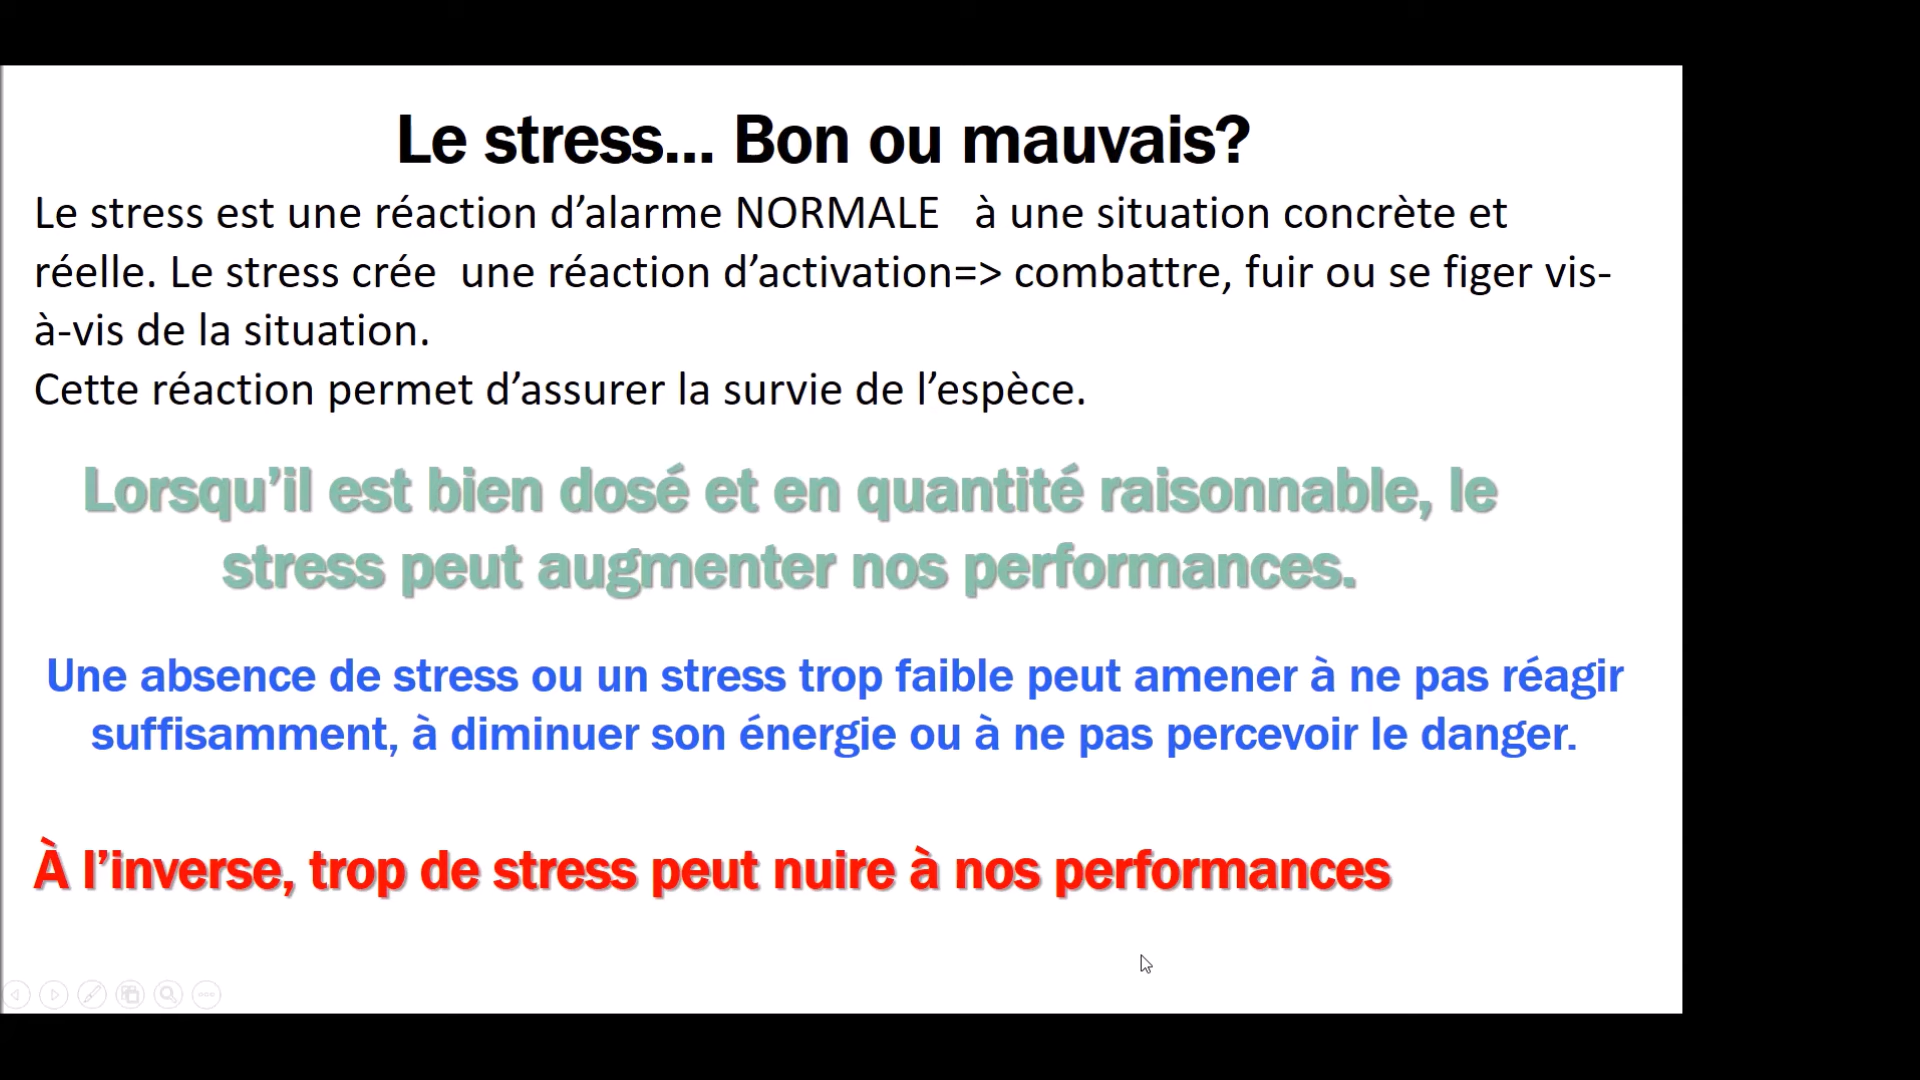 Le stress... Bon ou mauvais?
Le stress est une réaction d’alarme NORMALE   à une situation concrète et
réelle. Le stress crée  une réaction d’activation=> combattre, fuir ou se figer vis-
à-vis de la situation.
Cette réaction permet d’assurer la survie de l’espèce.
Lorsqu’il est bien dosé et en quantité raisonnable, le
stress peut augmenter nos performances.
Une absence de stress ou un stress trop faible peut amener à ne pas réagir
suffisamment, à diminuer son énergie ou à ne pas percevoir le danger.
À l’inverse, trop de stress peut nuire à nos performances